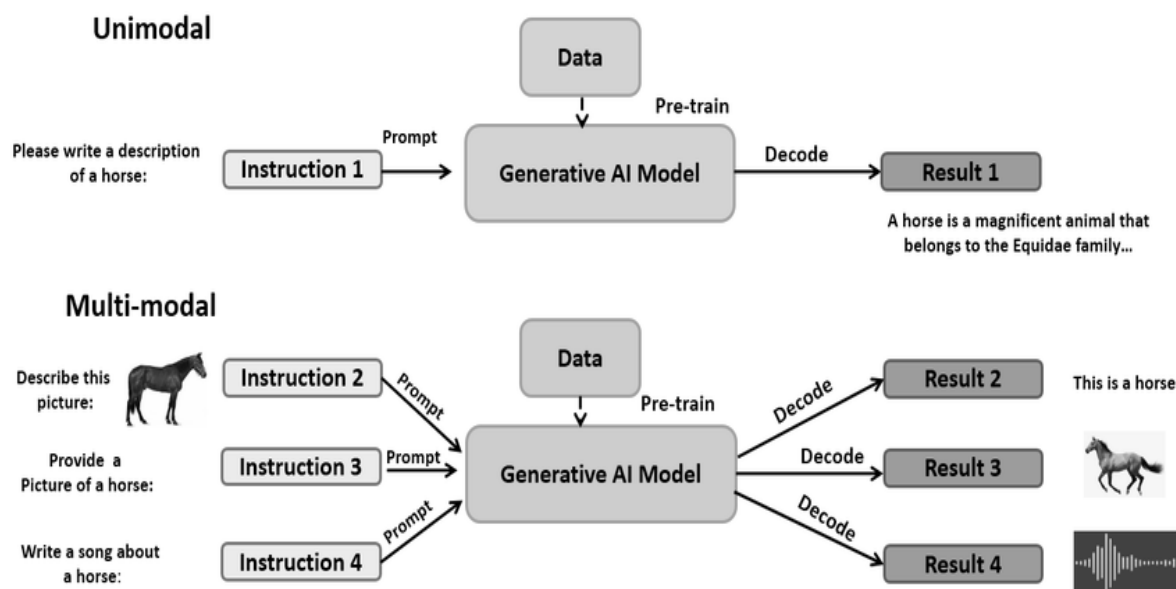 Unimodal
Data
Pre-train
Please write a description
of a horse:
Instruction 1
Prompt
Generative AI Model
Decode
Result 1
A horse is a magnificent animal that
belongs to the Equidae family...
Multi-modal
Data
Pre-train
Describe this
picture:
Instruction 2
Prompt
Decode
Result 2
This is a horse
Provide a
Picture of a horse:
Instruction 3
Prompt
Generative AI Model
Decode
Result 3
Write a song about
a horse:
Instruction 4
Prompt
Decode
Result 4